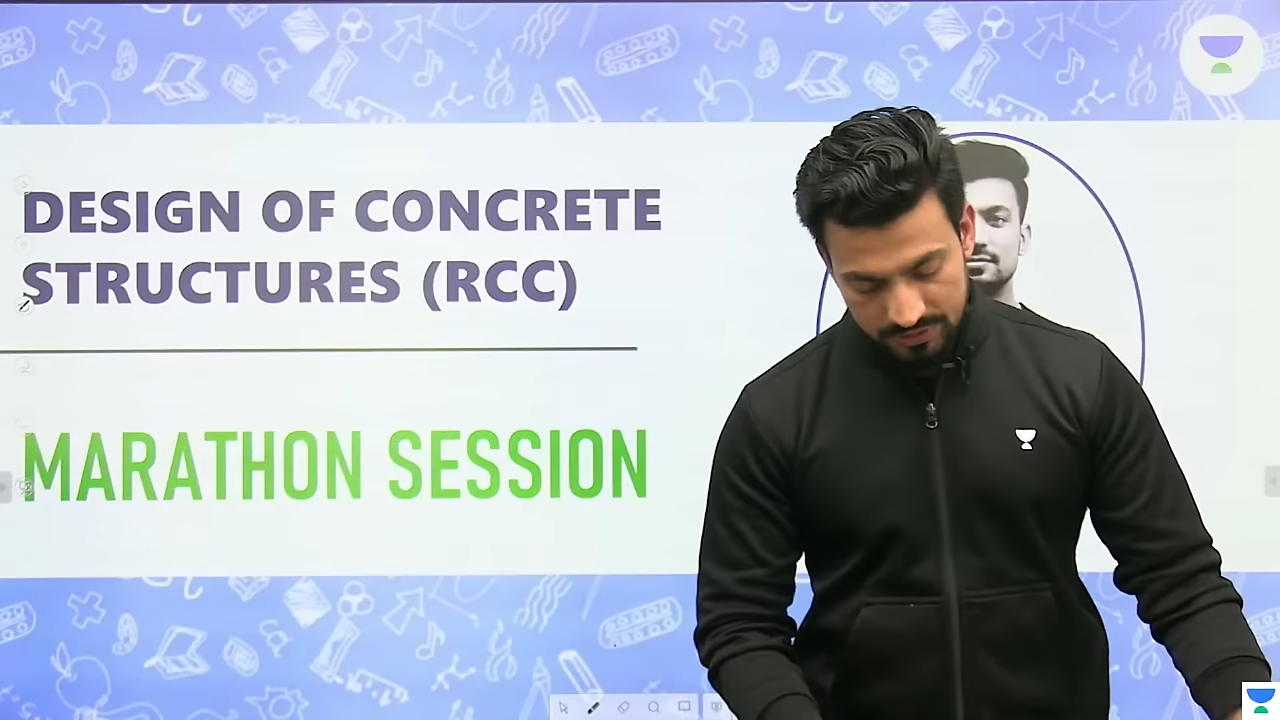 DESIGN OF CONCRETE
STRUCTURES (RCC)
MARATHON SESSION